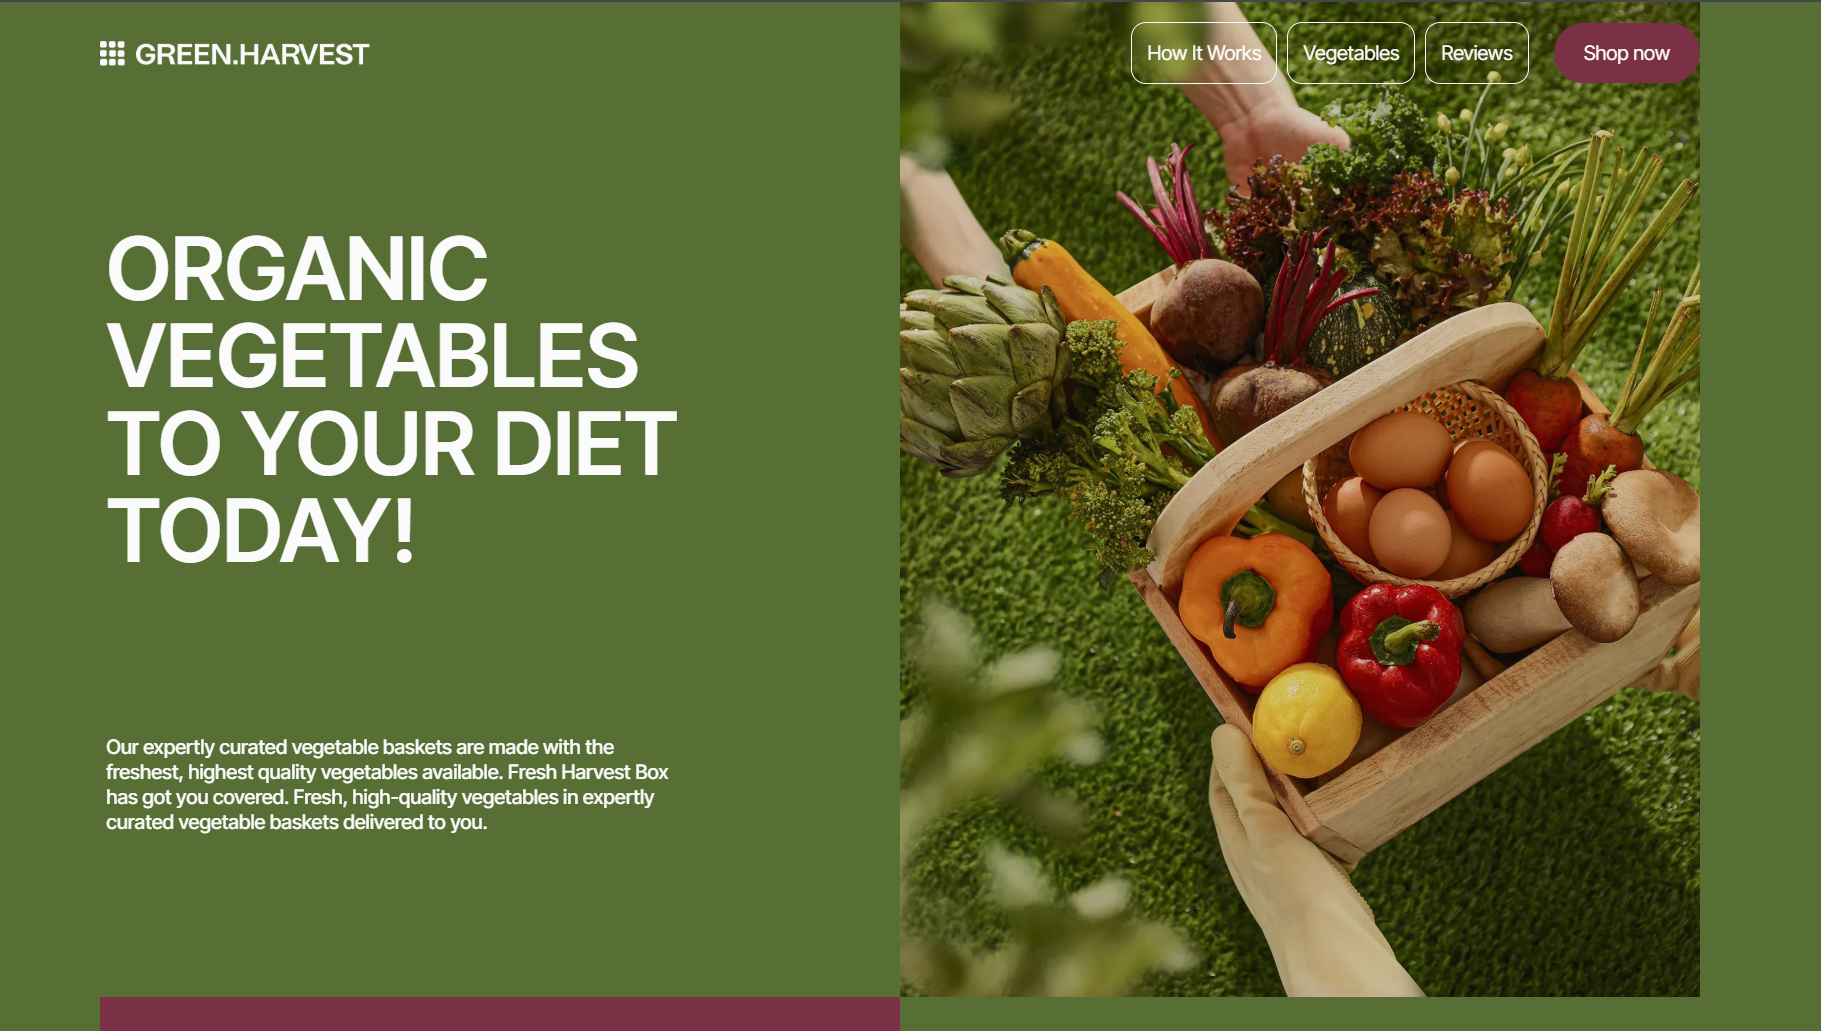 GREEN.HARVEST
How It Works
Vegetables
Reviews
Shop now
ORGANIC
VEGETABLES
TO YOUR DIET
TODAY!
Our expertly curated vegetable baskets are made with the
freshest, highest quality vegetables available. Fresh Harvest Box
has got you covered. Fresh, high-quality vegetables in expertly
curated vegetable baskets delivered to you.